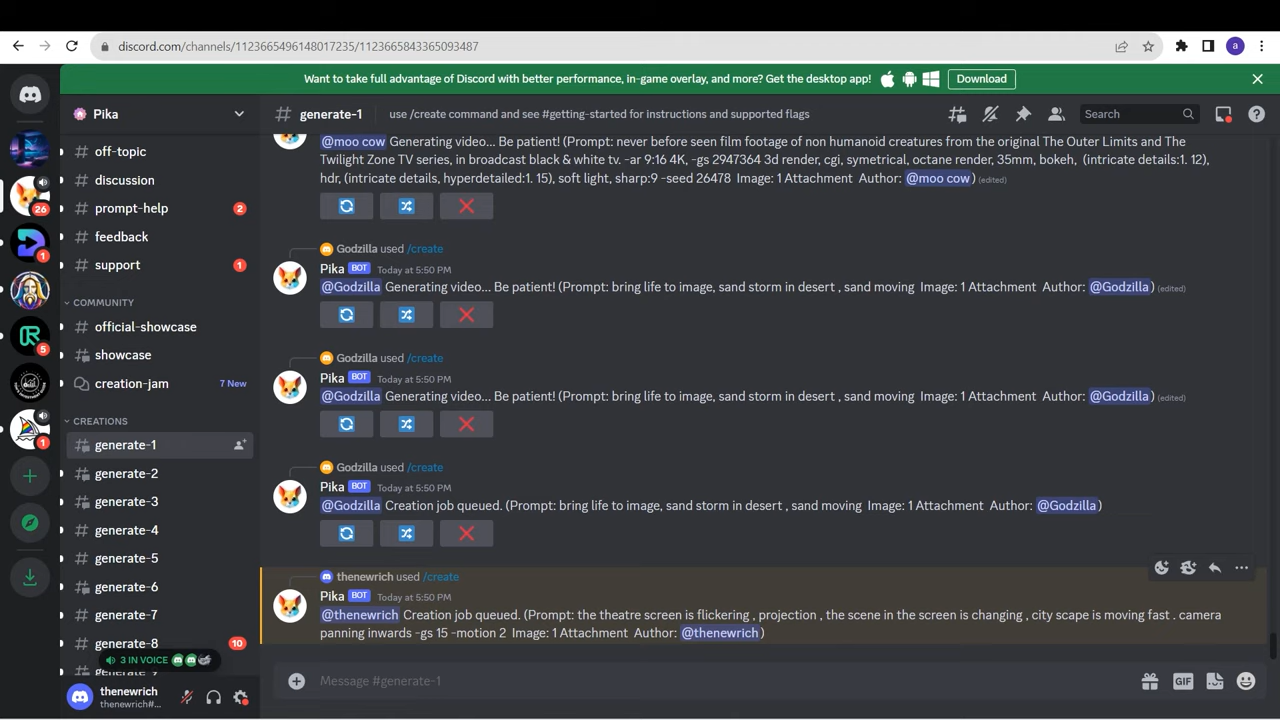 discord.com/channels/1123665496148017235/1123665843365093487
a
Want to take full advantage of Discord with better performance, in-game overlay, and more? Get the desktop app!
Download
Pika
generate-1
use /create command and see #getting-started for instructions and supported flags
Search
off-topic
discussion
prompt-help 2
feedback
support 1
COMMUNITY
official-showcase
showcase
creation-jam 7 New
CREATIONS
generate-1
generate-2
generate-3
generate-4
generate-5
generate-6
generate-7
generate-8 10
3 IN VOICE
thenewrich
thenewrich#...
26
1
5
1
@moo cow Generating video... Be patient! (Prompt: never before seen film footage of non humanoid creatures from the original The Outer Limits and The
Twilight Zone TV series, in broadcast black & white tv. -ar 9:16 4K, -gs 2947364 3d render, cgi, symetrical, octane render, 35mm, bokeh, (intricate details:1. 12),
hdr, (intricate details, hyperdetailed:1. 15), soft light, sharp:9 -seed 26478 Image: 1 Attachment Author: @moo cow) (edited)
Godzilla used /create
Pika BOT Today at 5:50 PM
@Godzilla Generating video... Be patient! (Prompt: bring life to image, sand storm in desert , sand moving Image: 1 Attachment Author: @Godzilla) (edited)
Godzilla used /create
Pika BOT Today at 5:50 PM
@Godzilla Generating video... Be patient! (Prompt: bring life to image, sand storm in desert , sand moving Image: 1 Attachment Author: @Godzilla) (edited)
Godzilla used /create
Pika BOT Today at 5:50 PM
@Godzilla Creation job queued. (Prompt: bring life to image, sand storm in desert , sand moving Image: 1 Attachment Author: @Godzilla)
thenewrich used /create
Pika BOT Today at 5:50 PM
@thenewrich Creation job queued. (Prompt: the theatre screen is flickering , projection , the scene in the screen is changing , city scape is moving fast . camera
panning inwards -gs 15 -motion 2 Image: 1 Attachment Author: @thenewrich)
Message #generate-1
GIF